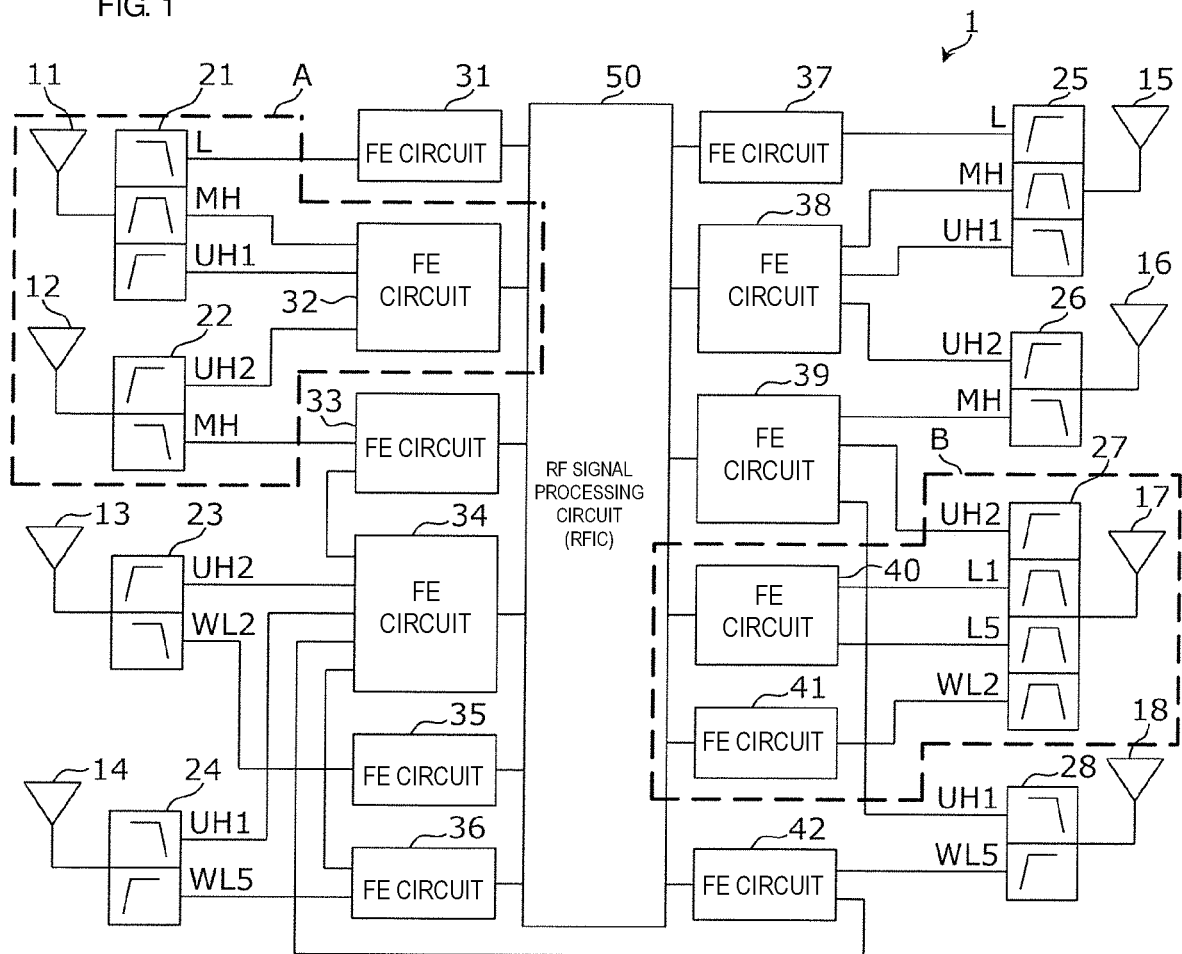 FIG. 1
1
11
21
A
31
50
37
25
15
L
FE CIRCUIT
FE CIRCUIT
L
MH
MH
38
UH1
FE
CIRCUIT
32
FE
CIRCUIT
UH1
12
22
26
16
UH2
UH2
33
39
MH
MH
FE CIRCUIT
FE
CIRCUIT
B
27
RF SIGNAL
PROCESSING
CIRCUIT
(RFIC)
13
23
34
UH2
17
UH2
FE
CIRCUIT
40
FE
CIRCUIT
L1
WL2
L5
35
41
WL2
FE CIRCUIT
FE CIRCUIT
18
14
24
28
UH1
36
UH1
42
WL5
WL5
FE CIRCUIT
FE CIRCUIT